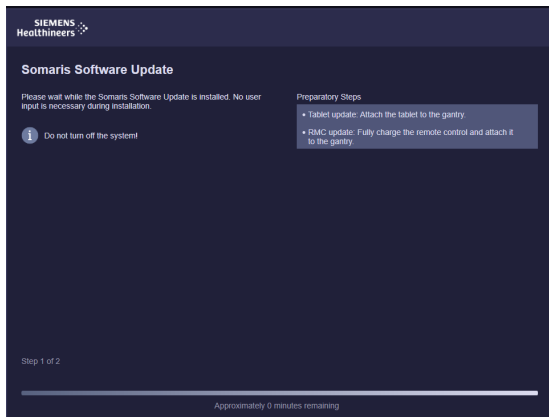 SIEMENS
Healthineers
Somaris Software Update
Please wait while the Somaris Software Update is installed. No user
input is necessary during installation.
Do not turn off the system!
Preparatory Steps
• Tablet update: Attach the tablet to the gantry.
• RMC update: Fully charge the remote control and attach it
to the gantry.
Step 1 of 2
Approximately 0 minutes remaining